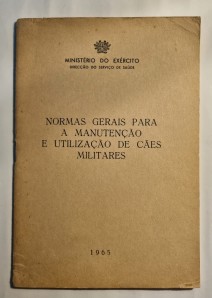 MINISTÉRIO DO EXÉRCITO
DIRECÇÃO DO SERVIÇO DE SAÚDE
NORMAS GERAIS PARA
A MANUTENÇÃO
E UTILIZAÇÃO DE CÃES
MILITARES
1965